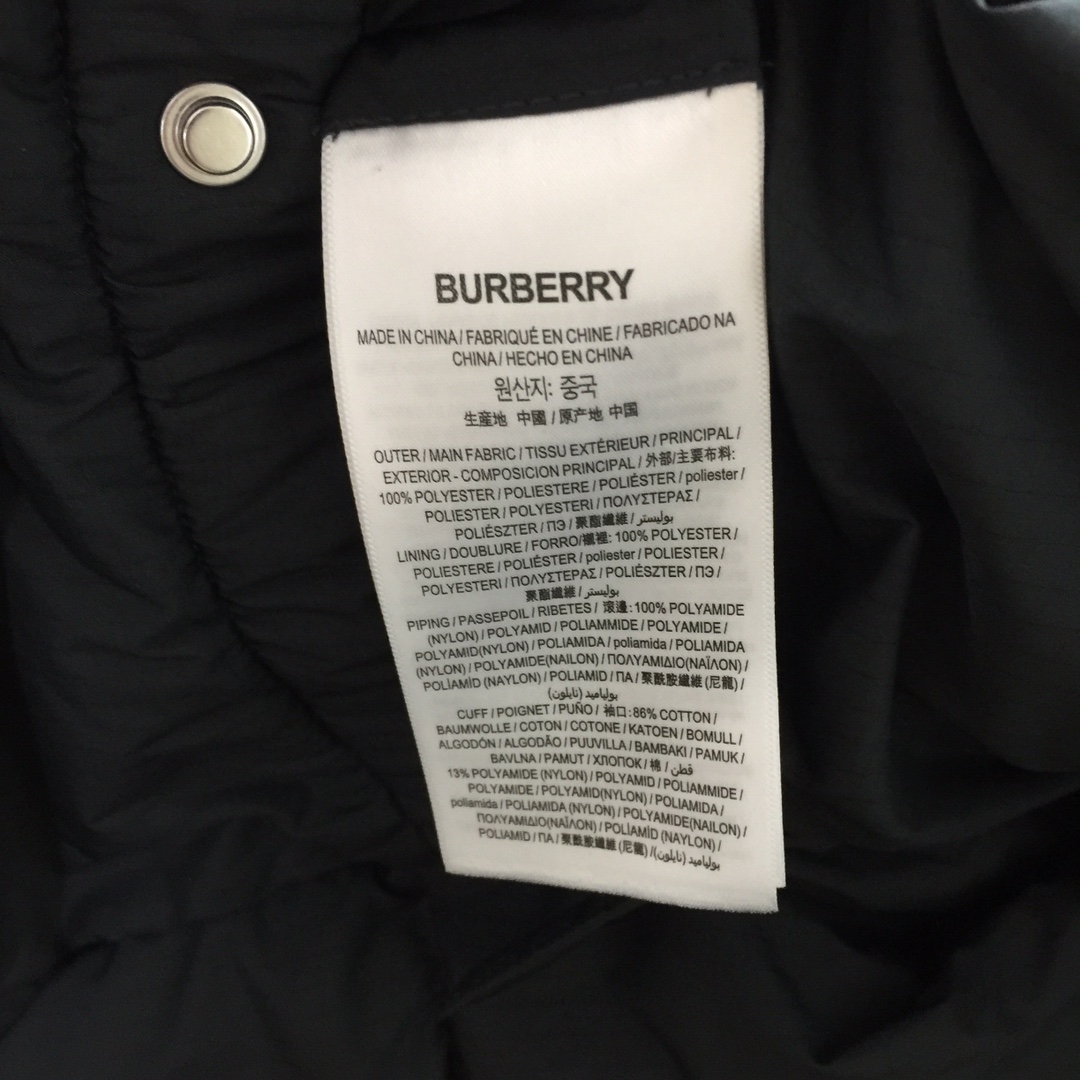 BURBERRY
MADE IN CHINA / FABRIQUÉ EN CHINE / FABRICADO NA
CHINA / HECHO EN CHINA
원산지: 중국
生産地 中國 / 原产地 中国
OUTER / MAIN FABRIC / TISSU EXTÉRIEUR / PRINCIPAL /
EXTERIOR - COMPOSICION PRINCIPAL / 外部/主要布料:
100% POLYESTER / POLIESTERE / POLIÉSTER / poliester /
POLIESTER / POLYESTERI / ΠΟΛΥΣΤΕΡΑΣ /
POLIÉSZTER / ПЭ / 聚酯纖維 / بوليستر
LINING / DOUBLURE / FORRO/襯裡: 100% POLYESTER /
POLIESTERE / POLIÉSTER / poliester / POLIESTER /
POLYESTERI / ΠΟΛΥΣΤΕΡΑΣ / POLIÉSZTER / ПЭ /
聚酯纖維 / بوليستر
PIPING / PASSEPOIL / RIBETES / 滾邊: 100% POLYAMIDE
(NYLON) / POLYAMID / POLIAMMIDE / POLYAMIDE /
POLYAMID(NYLON) / POLIAMIDA / poliamida / POLIAMIDA
(NYLON) / POLYAMIDE(NAILON) / ΠΟΛΥΑΜΙΔΙΟ(ΝΑΪΛΟΝ) /
POLÍAMÍD (NAYLON) / POLIAMID / ПА / 聚酰胺纖維 (尼龍) /
بولياميد (نايلون)
CUFF / POIGNET / PUÑO / 袖口: 86% COTTON /
BAUMWOLLE / COTON / COTONE / KATOEN / BOMULL /
ALGODÓN / ALGODÃO / PUUVILLA / BAMBAKI / PAMUK /
BAVLNA / PAMUT / ХЛОПОК / 棉 / قطن
13% POLYAMIDE (NYLON) / POLYAMID / POLIAMMIDE /
POLYAMIDE / POLYAMID(NYLON) / POLIAMIDA /
poliamida / POLIAMIDA (NYLON) / POLYAMIDE(NAILON) /
ΠΟΛΥΑΜΙΔΙΟ(ΝΑΪΛΟΝ) / POLÍAMÍD (NAYLON) /
POLIAMID / ПА / 聚酰胺纖維 (尼龍) / بولياميد (نايلون)/